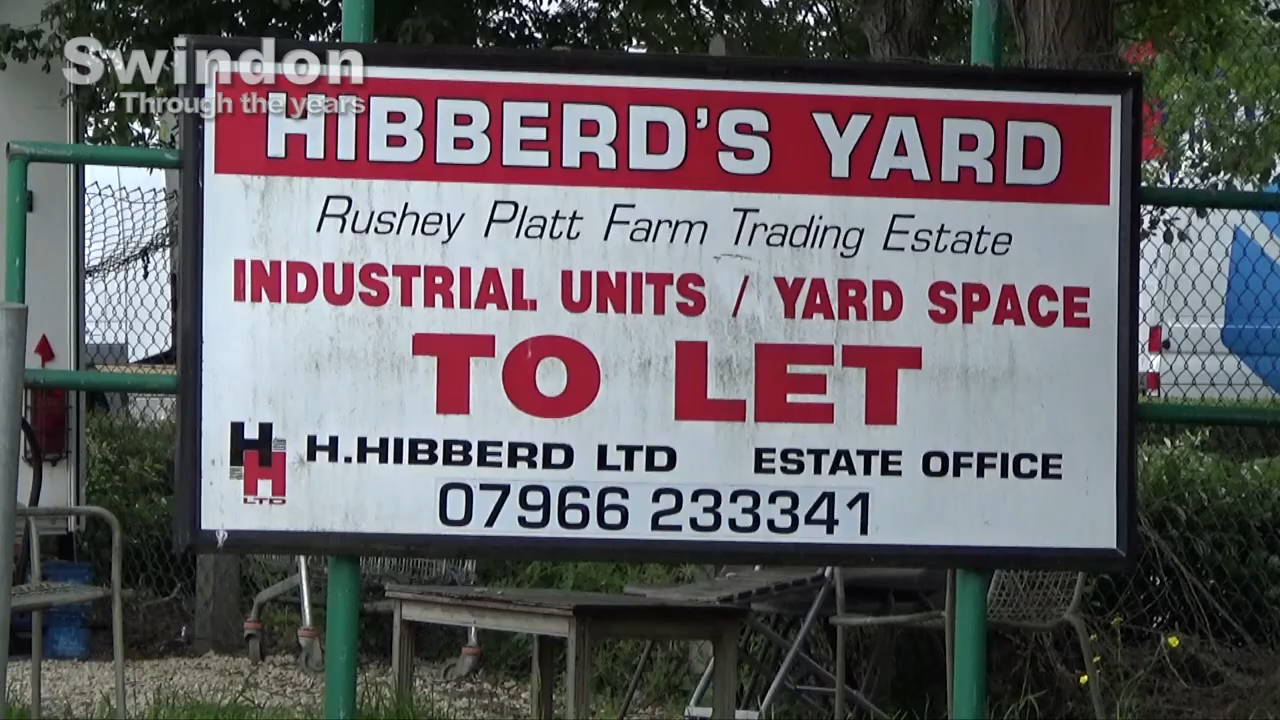 Swindon
Through the years
HIBBERD'S YARD
Rushey Platt Farm Trading Estate
INDUSTRIAL UNITS / YARD SPACE
TO LET
HH LTD
H.HIBBERD LTD ESTATE OFFICE
07966 233341